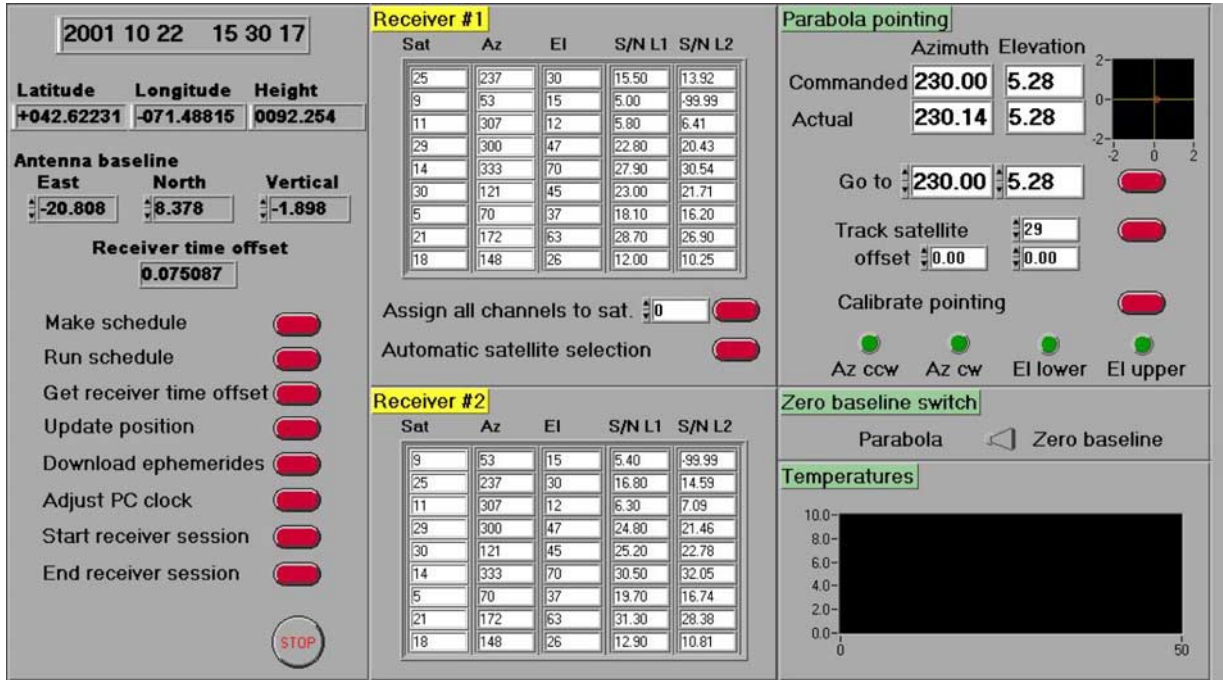 2001 10 22 15 30 17
Latitude Longitude Height
+042.62231 -071.48815 0092.254
Antenna baseline
East North Vertical
-20.808 8.378 -1.898
Receiver time offset
0.075087
Make schedule
Run schedule
Get receiver time offset
Update position
Download ephemerides
Adjust PC clock
Start receiver session
End receiver session
STOP
Receiver #1
Sat Az El S/N L1 S/N L2
25 237 30 15.50 13.92
9 53 15 5.00 -99.99
11 307 12 5.80 6.41
29 300 47 22.80 20.43
14 333 70 27.90 30.54
30 121 45 23.00 21.71
5 70 37 18.10 16.20
21 172 63 28.70 26.90
18 148 26 12.00 10.25
Assign all channels to sat. 0
Automatic satellite selection
Receiver #2
Sat Az El S/N L1 S/N L2
9 53 15 5.40 -99.99
25 237 30 16.80 14.59
11 307 12 6.30 7.09
29 300 47 24.80 21.46
30 121 45 25.20 22.78
14 333 70 30.50 32.05
5 70 37 19.70 16.74
21 172 63 31.30 28.38
18 148 26 12.90 10.81
Parabola pointing
Azimuth Elevation
Commanded 230.00 5.28
Actual 230.14 5.28
2-
0-
-2-
-2 0 2
Go to 230.00 5.28
Track satellite 29
offset 0.00 0.00
Calibrate pointing
Az ccw Az cw El lower El upper
Zero baseline switch
Parabola Zero baseline
Temperatures
10.0-
8.0-
6.0-
4.0-
2.0-
0.0-
0 50